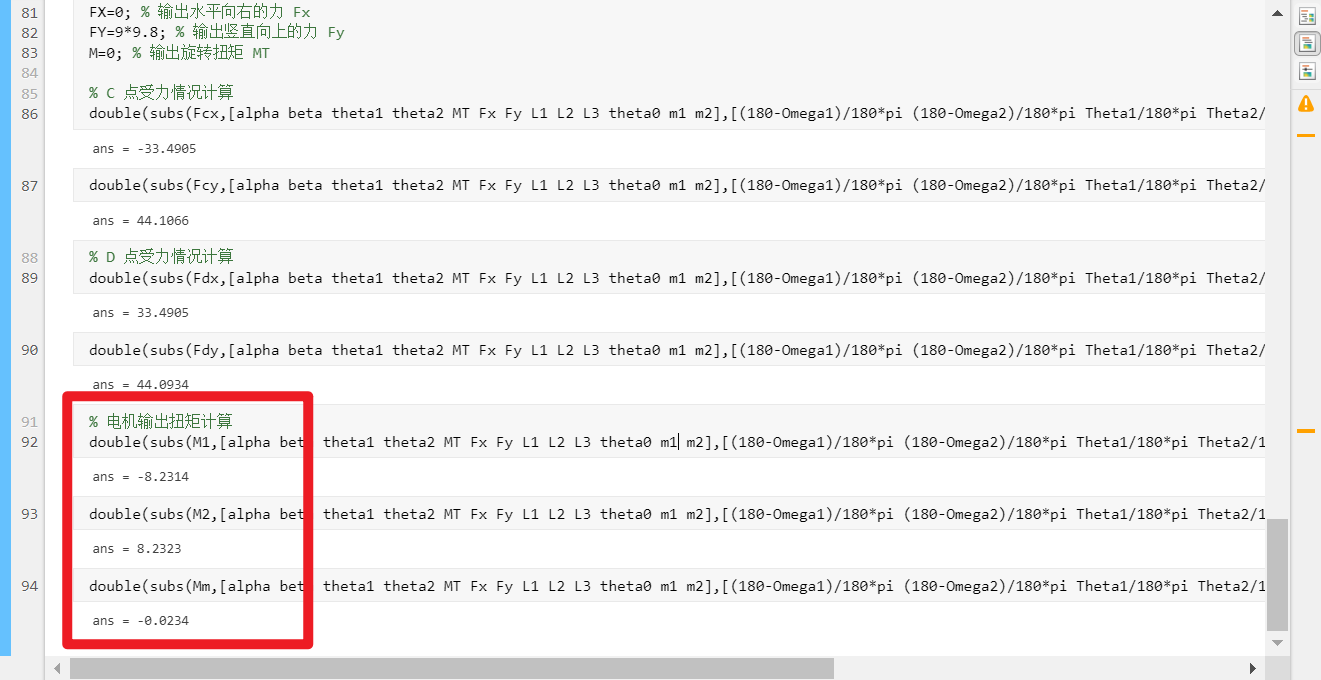 81 FX=0; % 输出水平向右的力 Fx
82 FY=9*9.8; % 输出竖直向上的力 Fy
83 M=0; % 输出旋转扭矩 MT
84
85 % C 点受力情况计算
86 double(subs(Fcx,[alpha beta theta1 theta2 MT Fx Fy L1 L2 L3 theta0 m1 m2],[(180-Omega1)/180*pi (180-Omega2)/180*pi Theta1/180*pi Theta2/
ans = -33.4905
87 double(subs(Fcy,[alpha beta theta1 theta2 MT Fx Fy L1 L2 L3 theta0 m1 m2],[(180-Omega1)/180*pi (180-Omega2)/180*pi Theta1/180*pi Theta2/
ans = 44.1066
88 % D 点受力情况计算
89 double(subs(Fdx,[alpha beta theta1 theta2 MT Fx Fy L1 L2 L3 theta0 m1 m2],[(180-Omega1)/180*pi (180-Omega2)/180*pi Theta1/180*pi Theta2/
ans = 33.4905
90 double(subs(Fdy,[alpha beta theta1 theta2 MT Fx Fy L1 L2 L3 theta0 m1 m2],[(180-Omega1)/180*pi (180-Omega2)/180*pi Theta1/180*pi Theta2/
ans = 44.0934
91 % 电机输出扭矩计算
92 double(subs(M1,[alpha bet theta1 theta2 MT Fx Fy L1 L2 L3 theta0 m1 m2],[(180-Omega1)/180*pi (180-Omega2)/180*pi Theta1/180*pi Theta2/1
ans = -8.2314
93 double(subs(M2,[alpha bet theta1 theta2 MT Fx Fy L1 L2 L3 theta0 m1 m2],[(180-Omega1)/180*pi (180-Omega2)/180*pi Theta1/180*pi Theta2/1
ans = 8.2323
94 double(subs(Mm,[alpha bet theta1 theta2 MT Fx Fy L1 L2 L3 theta0 m1 m2],[(180-Omega1)/180*pi (180-Omega2)/180*pi Theta1/180*pi Theta2/1
ans = -0.0234